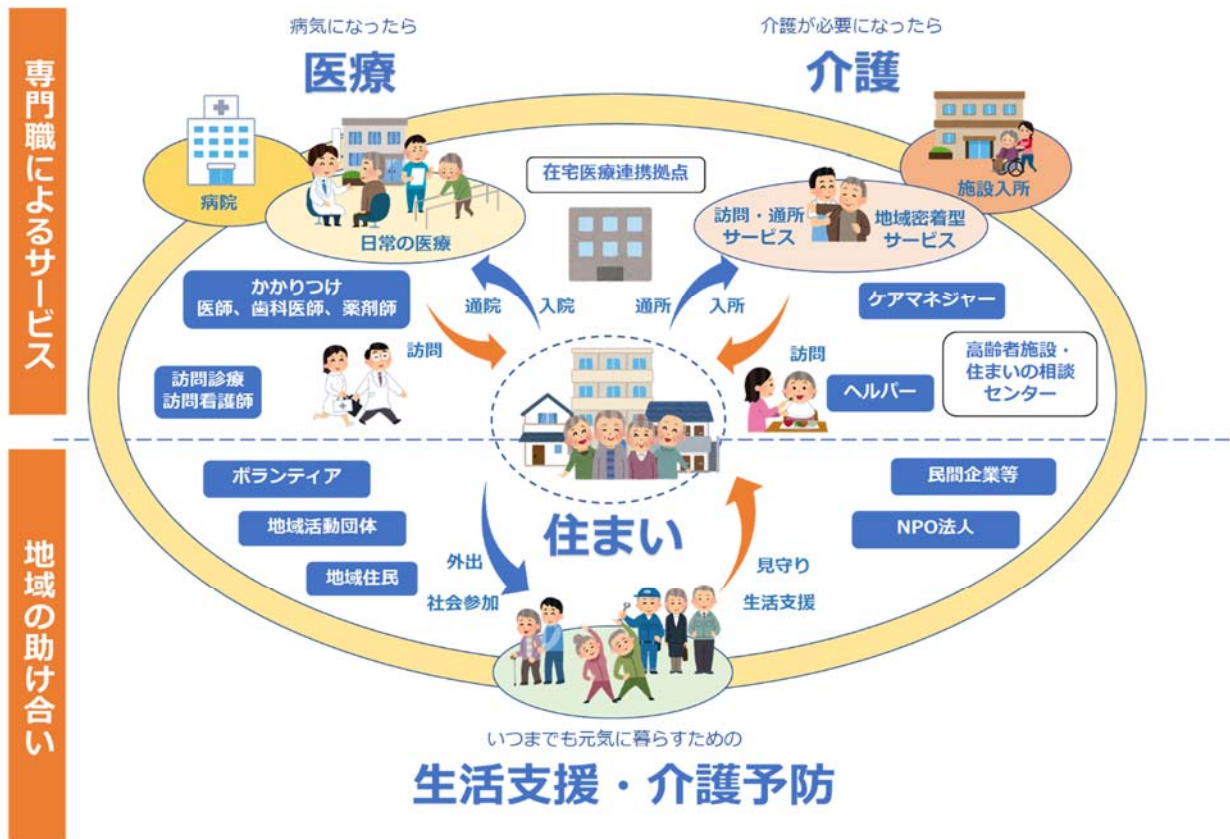 専門職によるサービス
病気になったら
医療
介護が必要になったら
介護
病院
日常の医療
在宅医療連携拠点
訪問・通所
サービス
地域密着型
サービス
施設入所
かかりつけ
医師、歯科医師、薬剤師
通院
入院
通所
入所
ケアマネジャー
訪問
訪問
高齢者施設・
住まいの相談
センター
訪問診療
訪問看護師
ヘルパー
地域の助け合い
ボランティア
地域活動団体
地域住民
住まい
民間企業等
NPO法人
外出
社会参加
見守り
生活支援
いつまでも元気に暮らすための
生活支援・介護予防